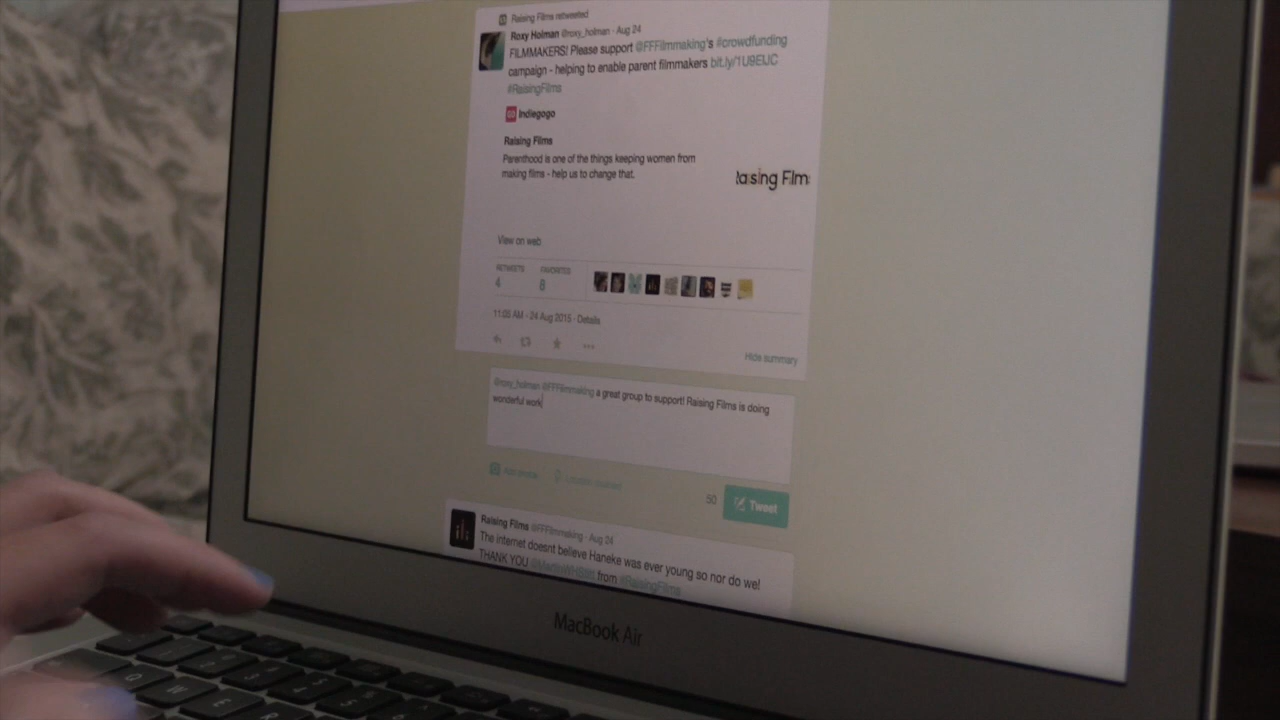 Raising Films retweeted
Roxy Holman @roxy_holman · Aug 24
FILMMAKERS! Please support @FFFilmmaking's #crowdfunding
campaign - helping to enable parent filmmakers bit.ly/1U9EIJC
#RaisingFilms
Indiegogo
Raising Films
Parenthood is one of the things keeping women from
making films - help us to change that.
aising Film
View on web
RETWEETS FAVORITES
4 8
11:05 AM - 24 Aug 2015 · Details
Hide summary
@roxy_holman @FFFilmmaking a great group to support! Raising Films is doing
wonderful work
50 Tweet
Raising Films @FFFilmmaking · Aug 24
The internet doesnt believe Haneke was ever young so nor do we!
THANK YOU from #RaisingFilms
MacBook Air
Q W E R